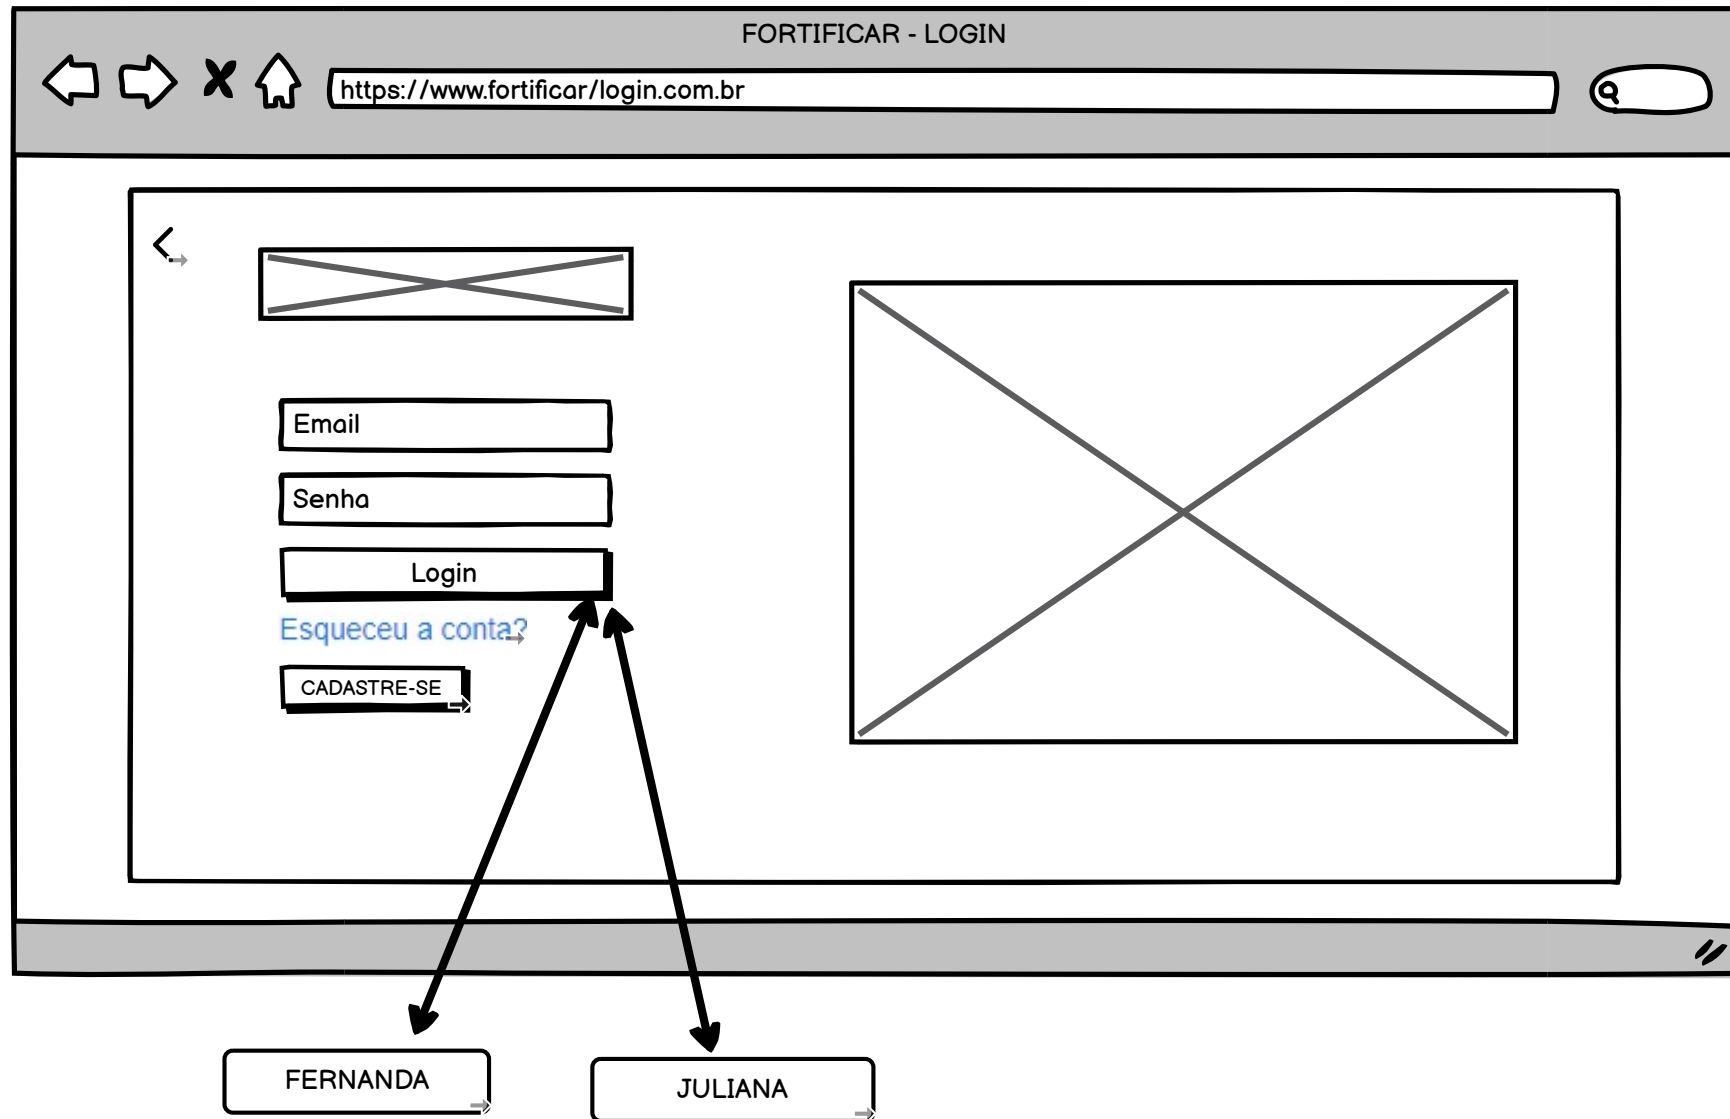 FORTIFICAR - LOGIN
https://www.fortificar/login.com.br
Email
Senha
Login
Esqueceu a conta?
CADASTRE-SE
FERNANDA
JULIANA